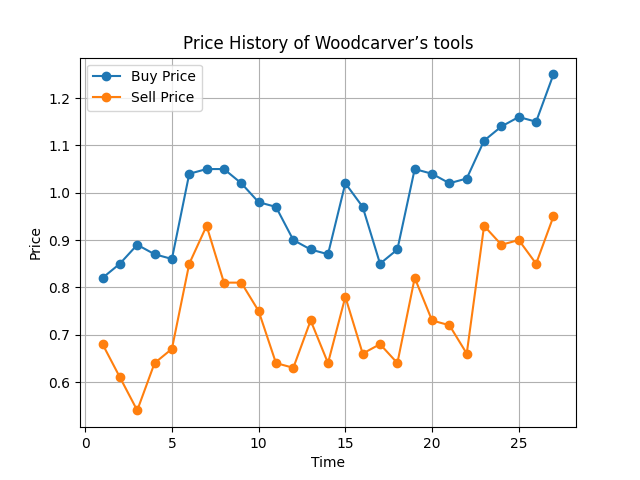 Price History of Woodcarver’s tools
Buy Price
Sell Price
Price
1.2
1.1
1.0
0.9
0.8
0.7
0.6
0 5 10 15 20 25
Time